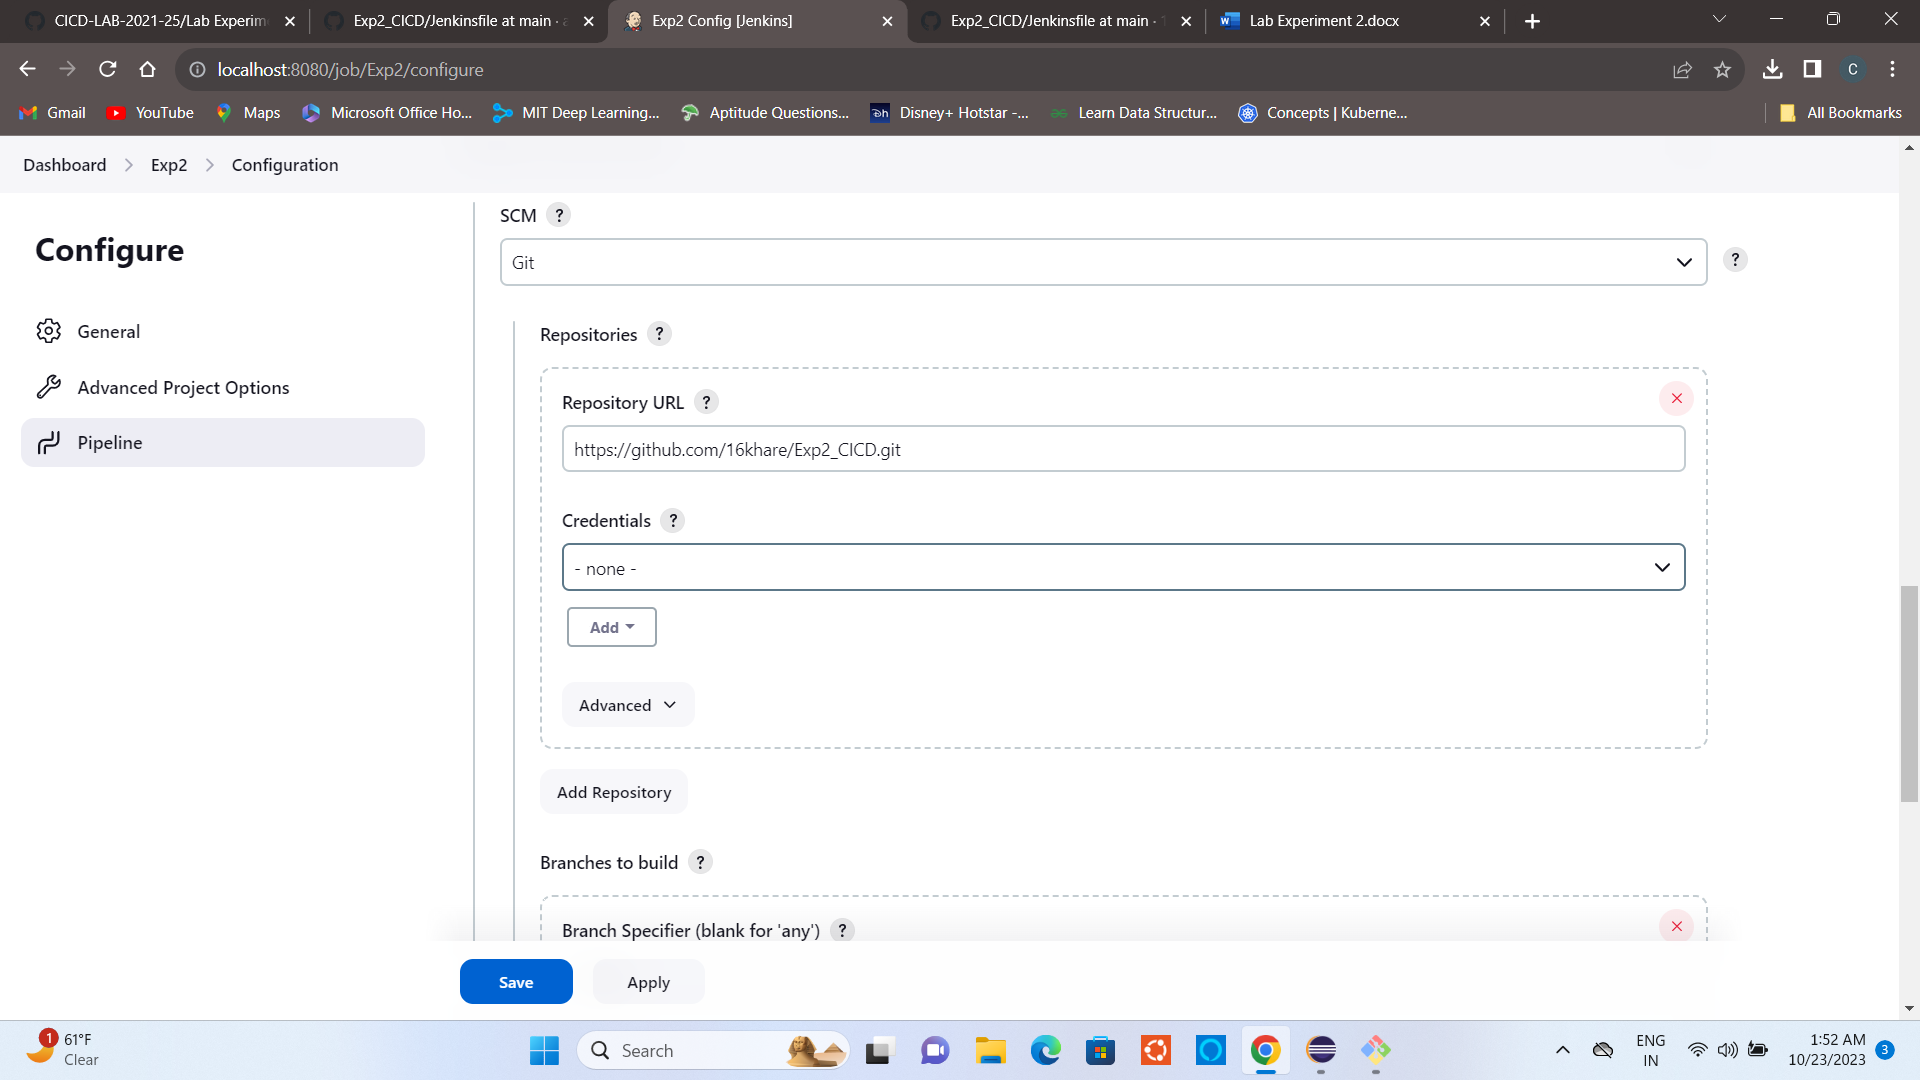 CICD-LAB-2021-25/Lab Experim
Exp2_CICD/Jenkinsfile at main ·
Exp2 Config [Jenkins]
Exp2_CICD/Jenkinsfile at main ·
Lab Experiment 2.docx
localhost:8080/job/Exp2/configure
C
Gmail
YouTube
Maps
Microsoft Office Ho...
MIT Deep Learning...
Aptitude Questions...
Disney+ Hotstar -...
Learn Data Structur...
Concepts | Kuberne...
All Bookmarks
Dashboard
Exp2
Configuration
Configure
General
Advanced Project Options
Pipeline
SCM ?
Git
?
Repositories ?
Repository URL ?
https://github.com/16khare/Exp2_CICD.git
Credentials ?
- none -
Add
Advanced
Add Repository
Branches to build ?
Branch Specifier (blank for 'any') ?
Save
Apply
1
61°F
Clear
Search
ENG
IN
1:52 AM
10/23/2023
3